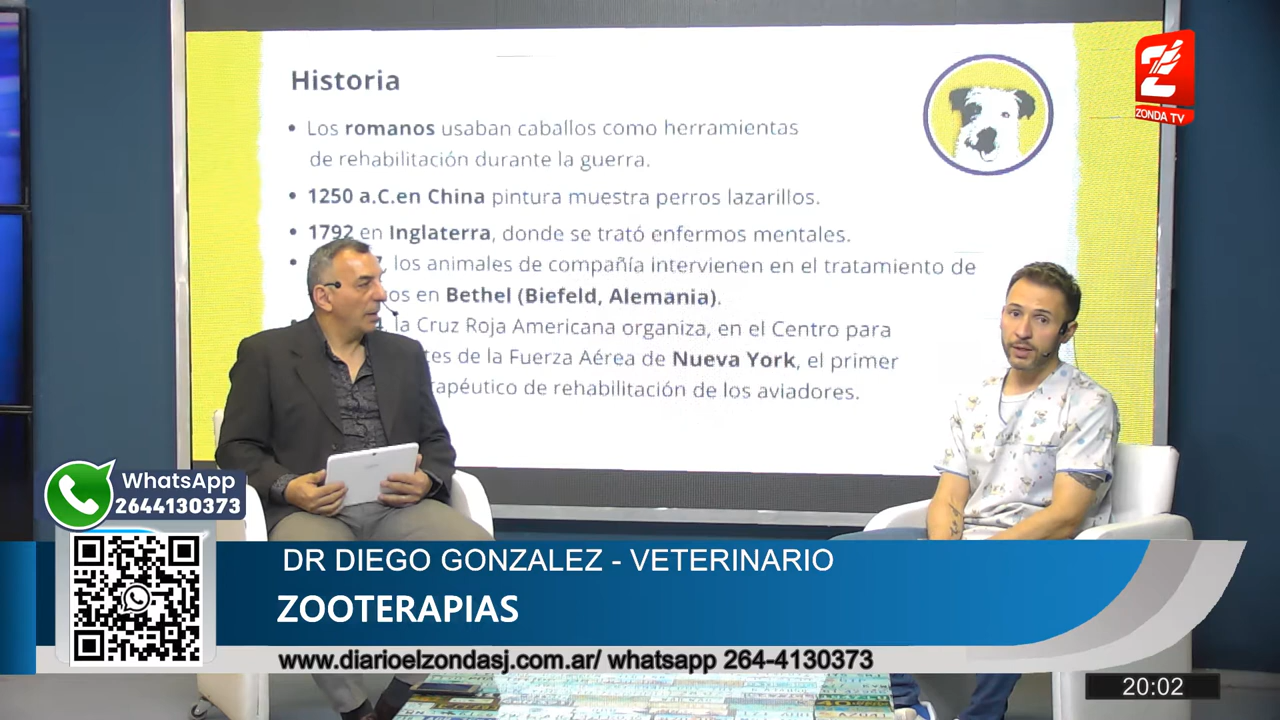 Historia
• Los romanos usaban caballos como herramientas
de rehabilitación durante la guerra.
• 1250 a.C.en China pintura muestra perros lazarillos.
• 1792 en Inglaterra, donde se trató enfermos mentales.
• los animales de compañía intervienen en el tratamiento de
en Bethel (Biefeld, Alemania).
la Cruz Roja Americana organiza, en el Centro para
de la Fuerza Aérea de Nueva York, el primer
de rehabilitación de los aviadores.
ZONDA TV
WhatsApp
2644130373
DR DIEGO GONZALEZ - VETERINARIO
ZOOTERAPIAS
www.diarioelzondasj.com.ar/ whatsapp 264-4130373
20:02